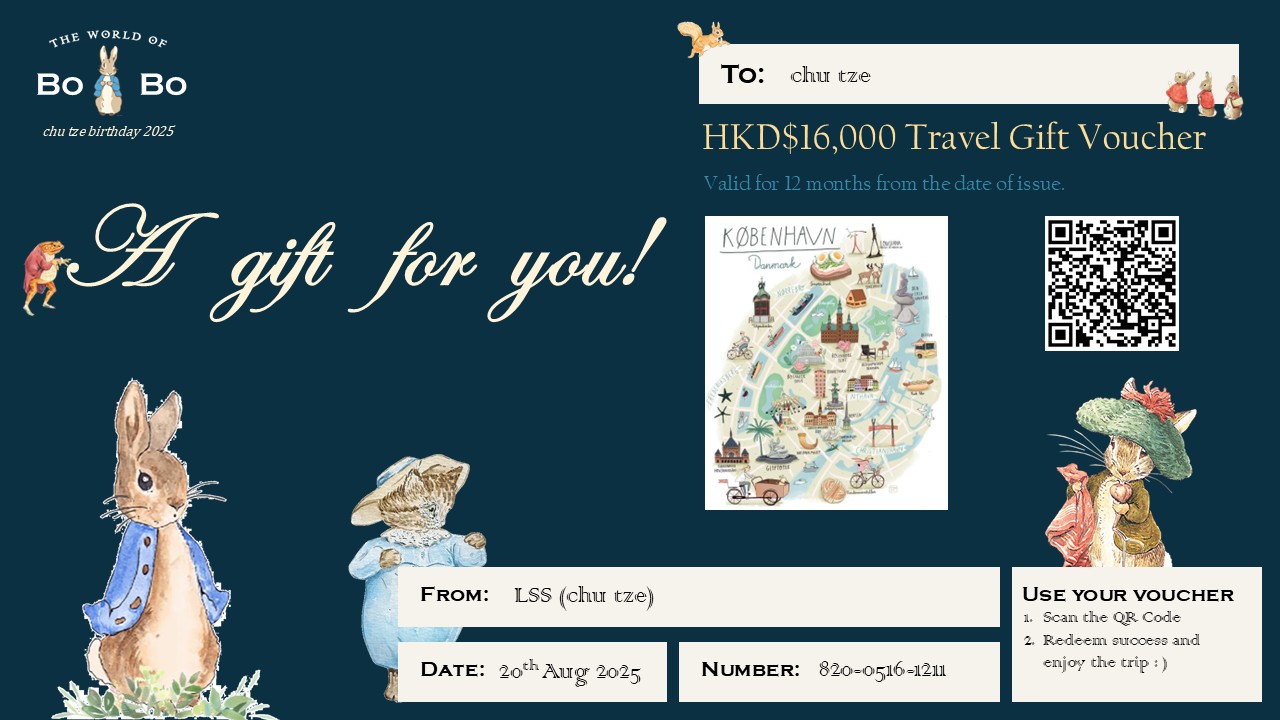 THE WORLD OF
BO BO
chu tze birthday 2025
TO: chu tze
HKD$16,000 Travel Gift Voucher
Valid for 12 months from the date of issue.
A gift for you!
KØBENHAVN
Danmark
FROM: LSS (chu tze)
DATE: 20th Aug 2025
NUMBER: 820-0516-1211
USE YOUR VOUCHER
1. Scan the QR Code
2. Redeem success and
enjoy the trip : )